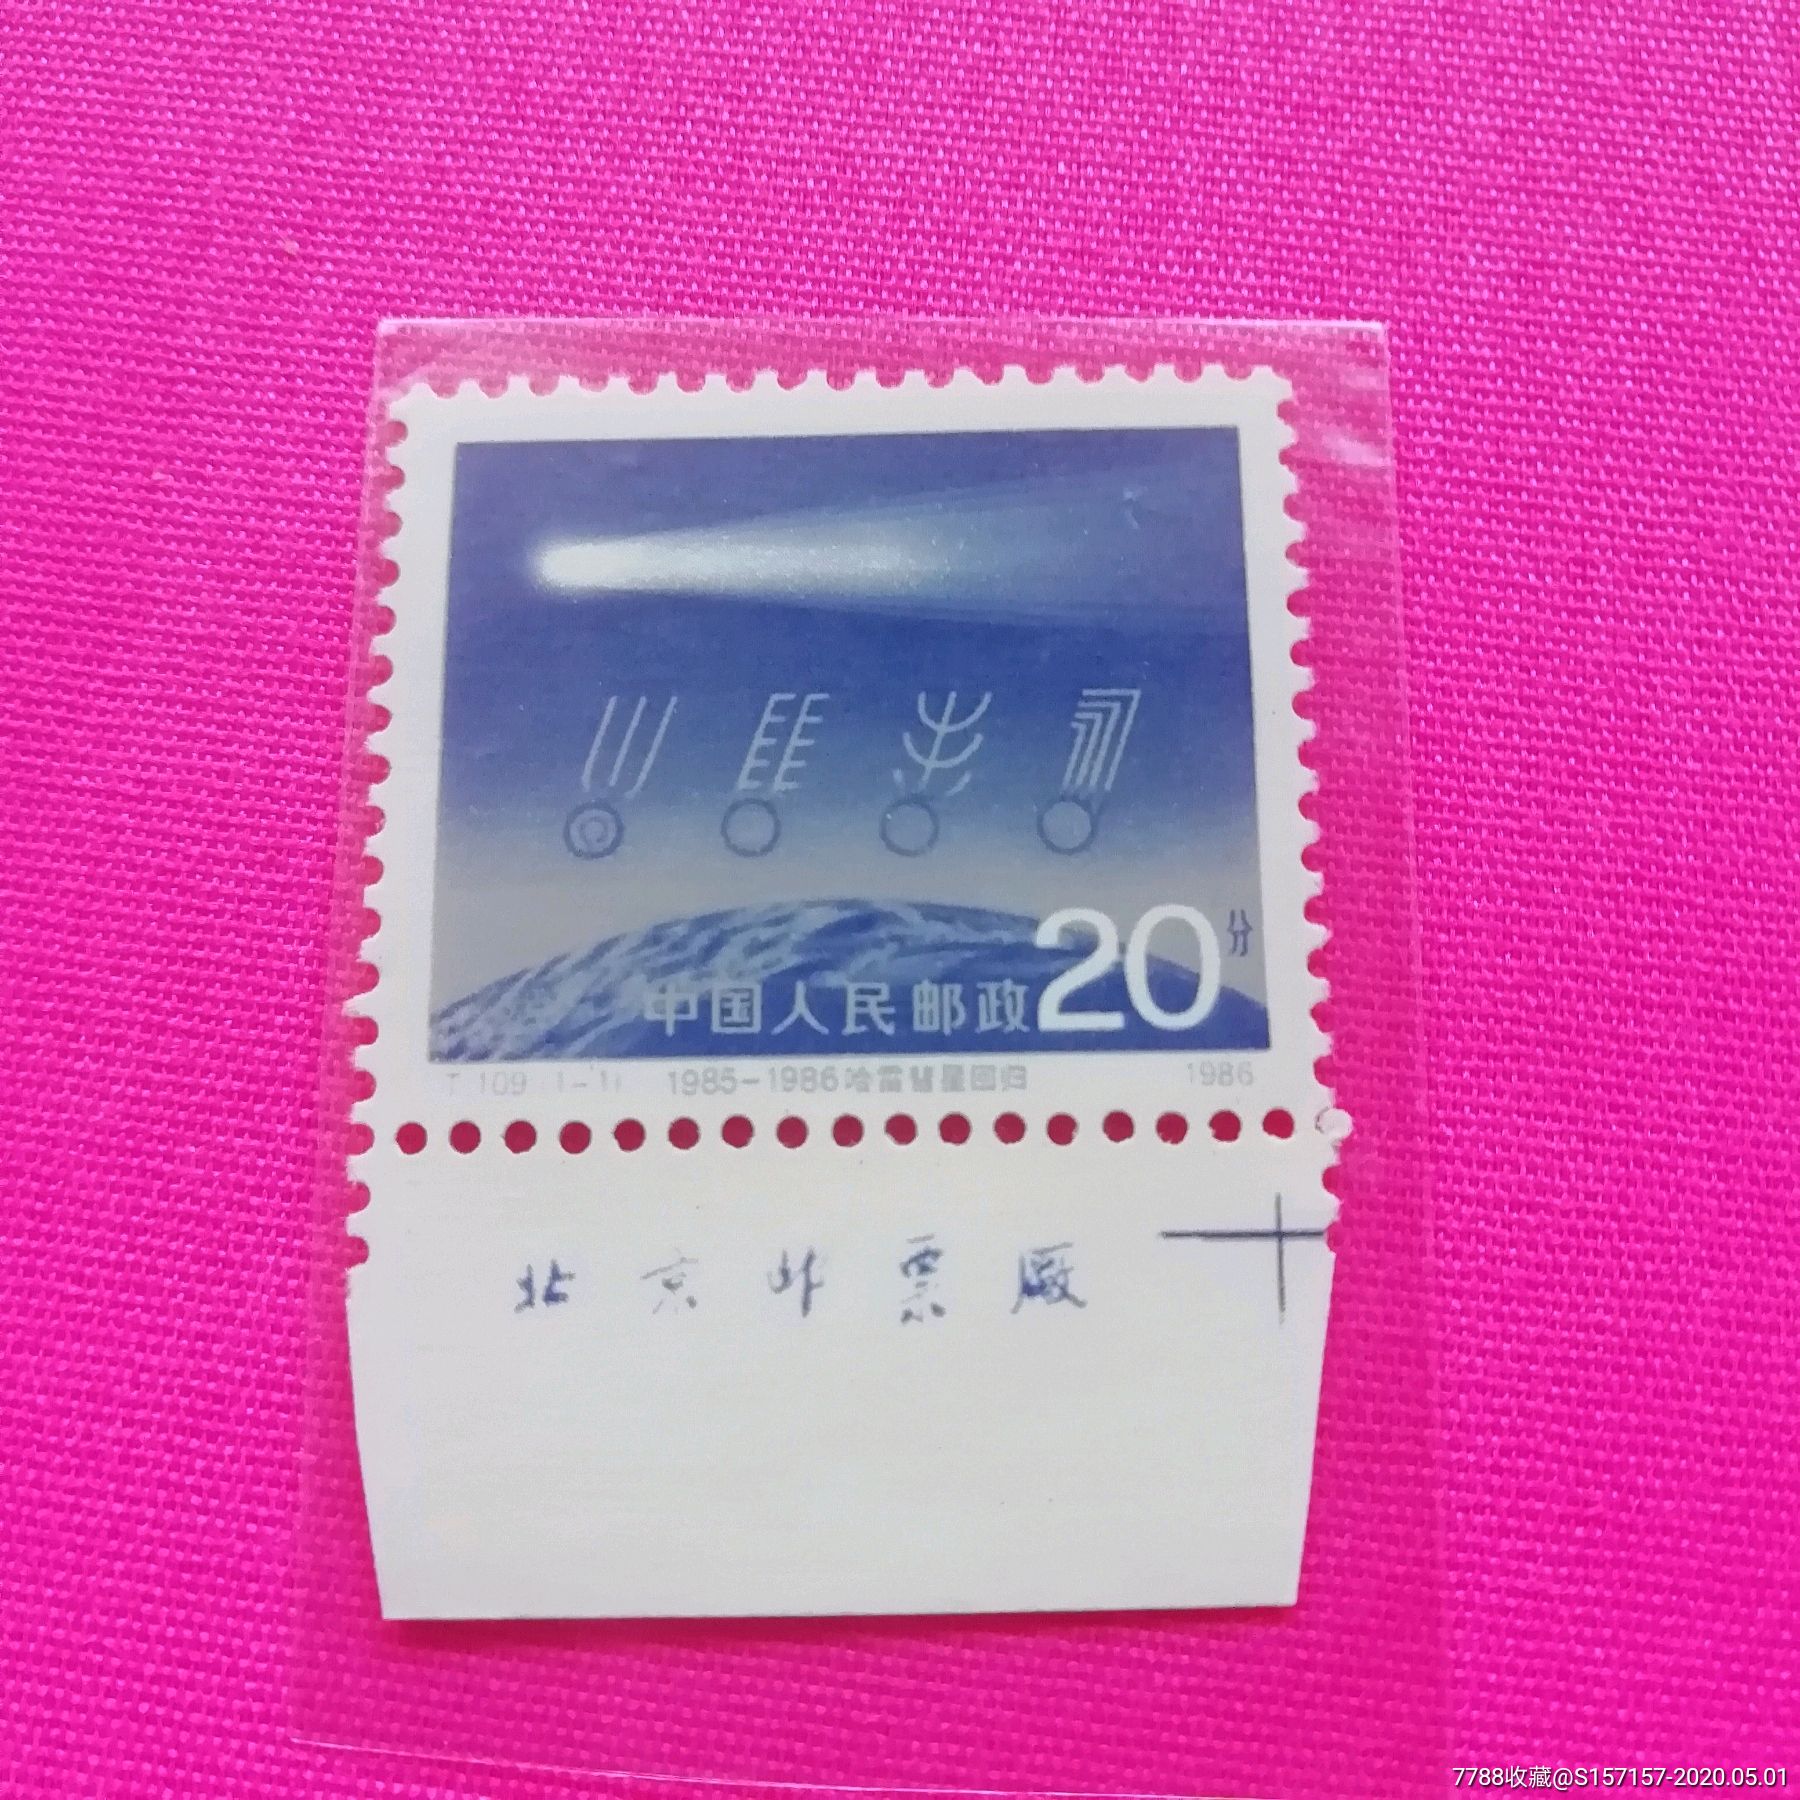 20分
中国人民邮政
T 109 (1-1) 1985-1986哈雷彗星回归 1986
北京邮票厰
7788收藏@S157157-2020.05.01